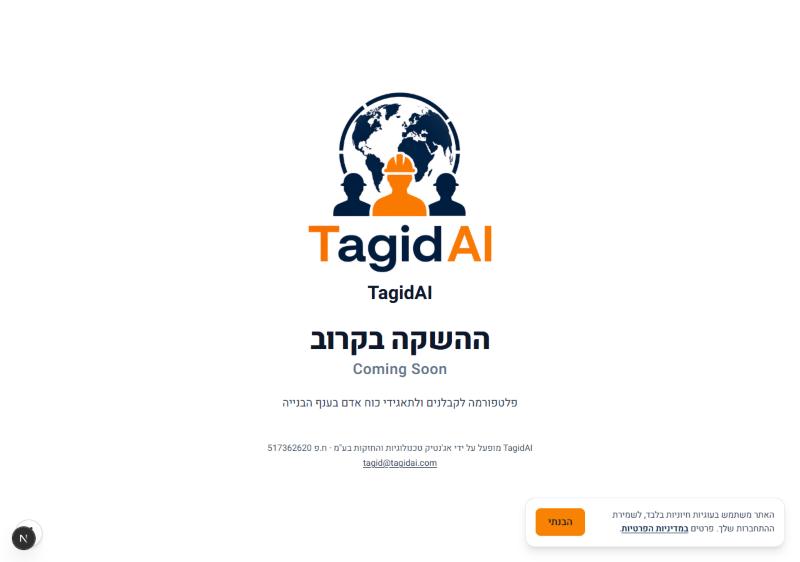 TagidAI
TagidAI
ההשקה בקרוב
Coming Soon
פלטפורמה לקבלנים ולתאגידי כוח אדם בענף הבנייה
TagidAI מופעל על ידי אג'נטיק טכנולוגיות והחזקות בע"מ · ח.פ 517362620
tagid@tagidai.com
האתר משתמש בעוגיות חיוניות בלבד, לשמירת
ההתחברות שלך. פרטים במדיניות הפרטיות.
הבנתי
N